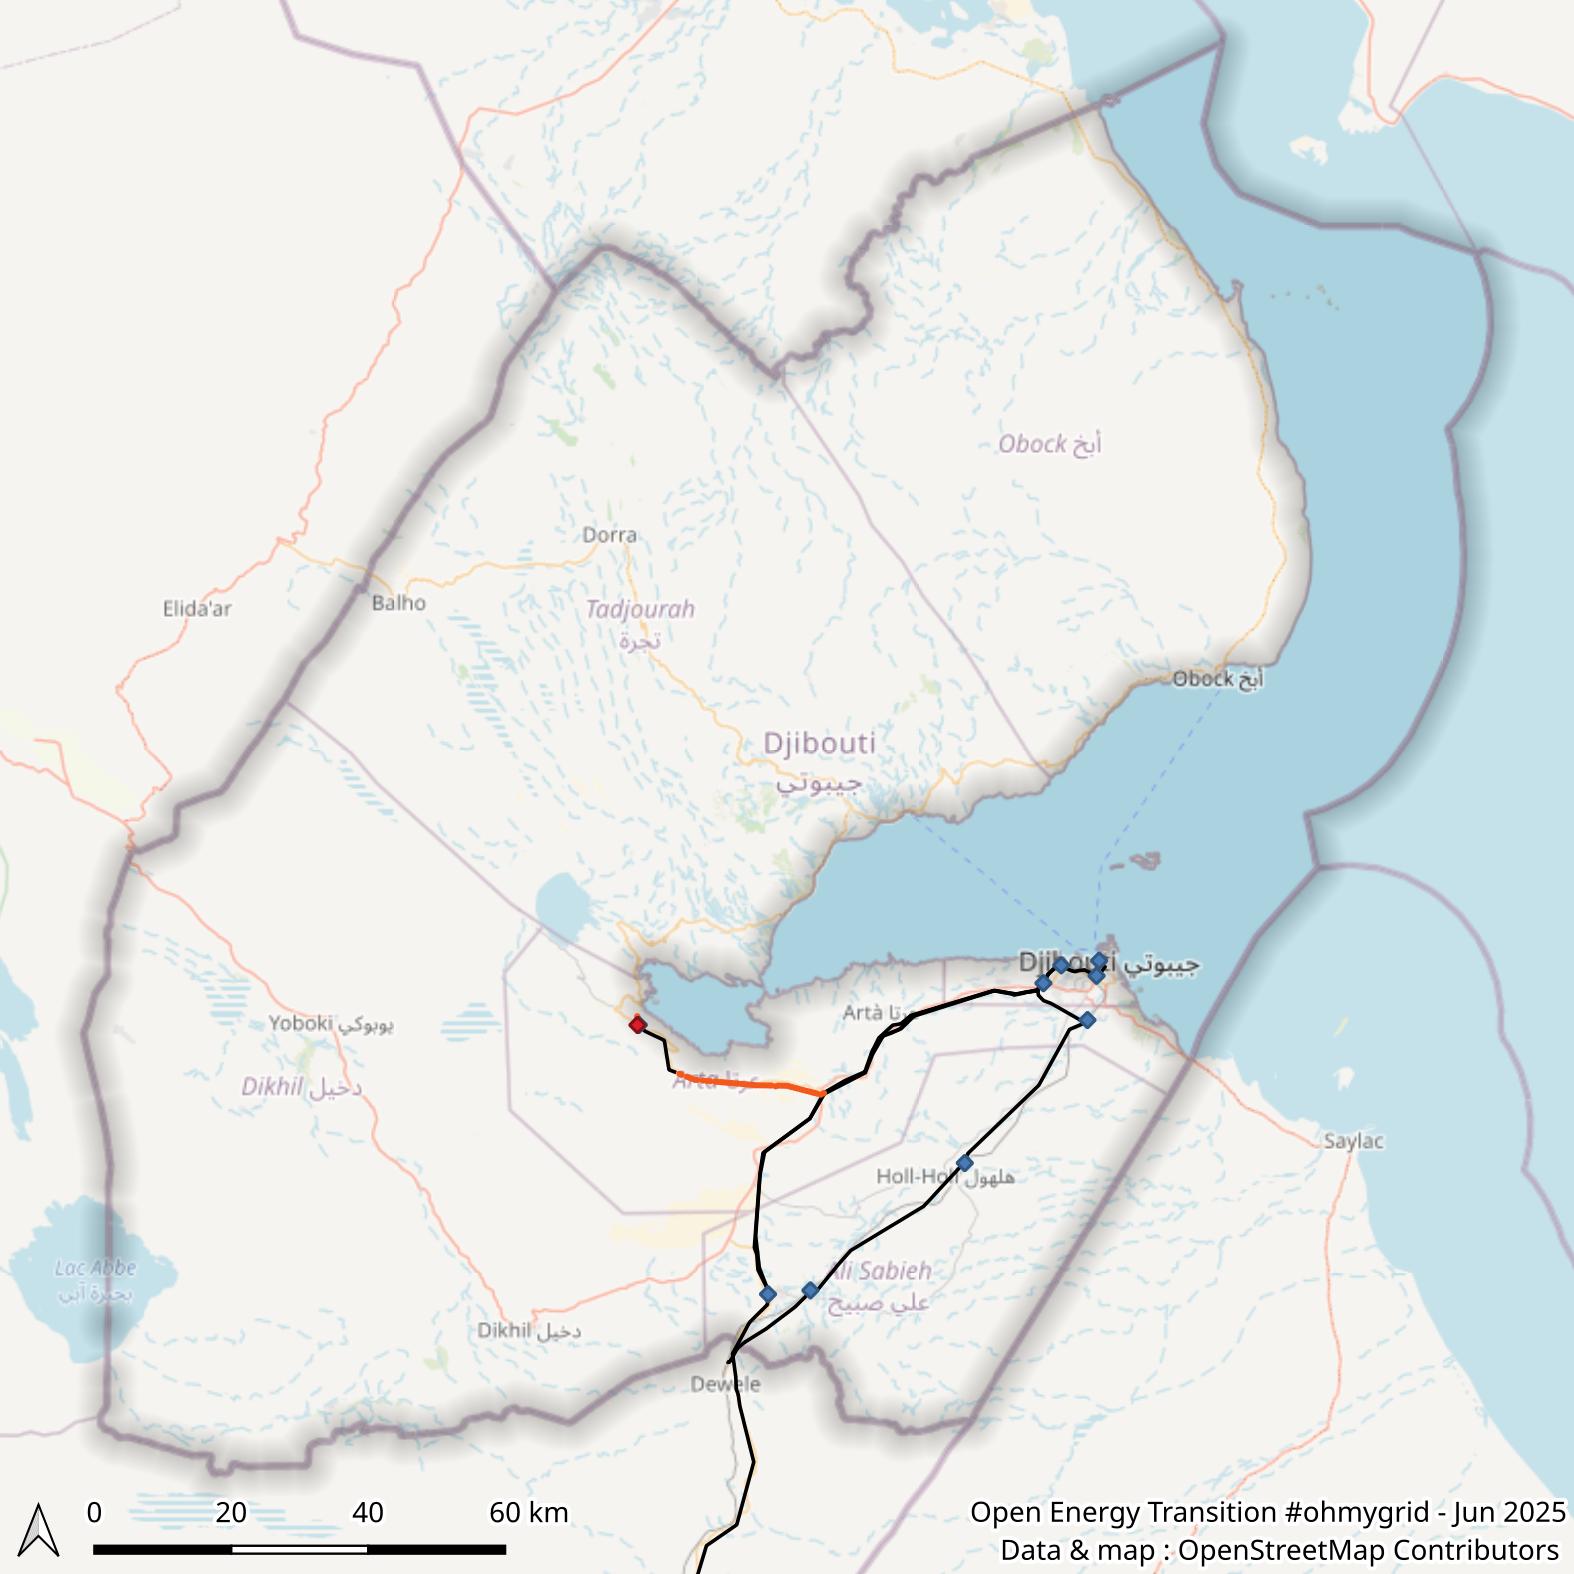 Obock أبخ
Dorra
Balho
Elida'ar
Tadjourah
تجرة
Obock أبخ
Djibouti
جيبوتي
Djibouti جيبوتي
Artà عرتا
Yoboki يوبوكي
Arta عرتا
Dikhil دخيل
Saylac
Holl-Holl هلهول
Lac Abbe
بحيرة آبي
Ali Sabieh
علي صبيح
Dikhil دخيل
Dewele
0 20 40 60 km
Open Energy Transition #ohmygrid - Jun 2025
Data & map : OpenStreetMap Contributors